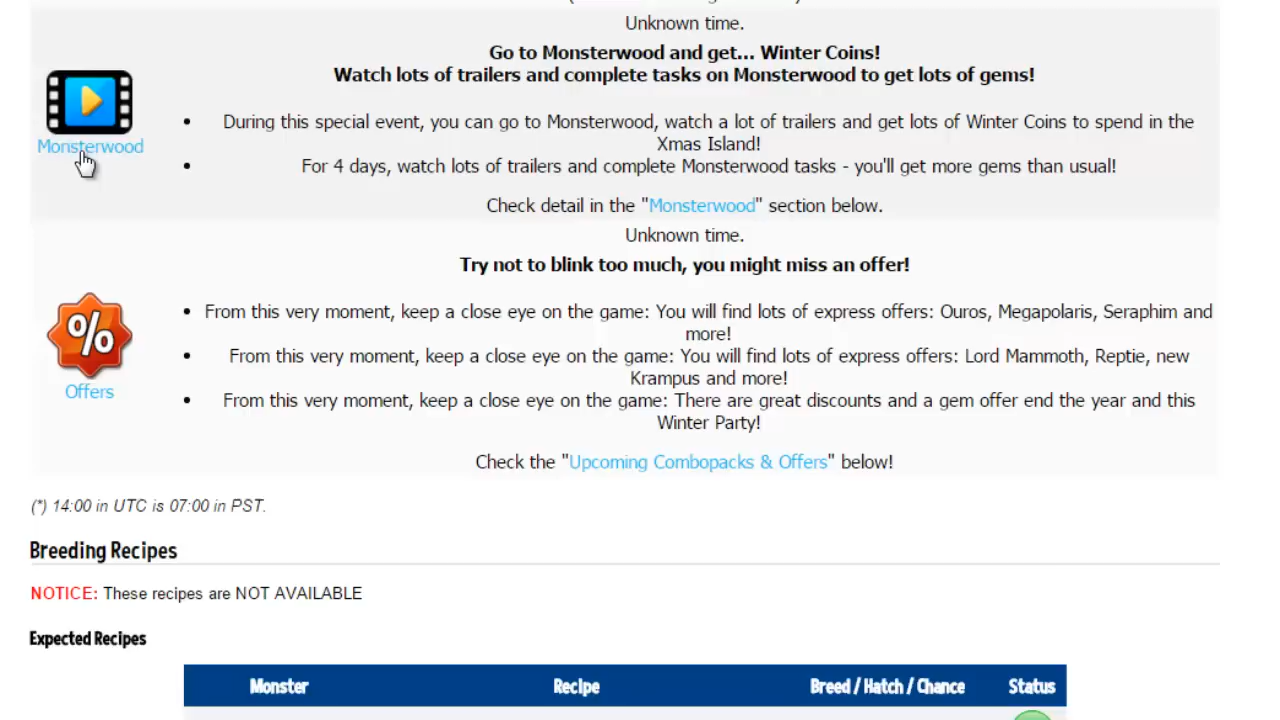 Unknown time.
Go to Monsterwood and get... Winter Coins!
Watch lots of trailers and complete tasks on Monsterwood to get lots of gems!
Monsterwood
• During this special event, you can go to Monsterwood, watch a lot of trailers and get lots of Winter Coins to spend in the
Xmas Island!
• For 4 days, watch lots of trailers and complete Monsterwood tasks - you'll get more gems than usual!
Check detail in the "Monsterwood" section below.
Unknown time.
Try not to blink too much, you might miss an offer!
%
Offers
• From this very moment, keep a close eye on the game: You will find lots of express offers: Ouros, Megapolaris, Seraphim and
more!
• From this very moment, keep a close eye on the game: You will find lots of express offers: Lord Mammoth, Reptie, new
Krampus and more!
• From this very moment, keep a close eye on the game: There are great discounts and a gem offer end the year and this
Winter Party!
Check the "Upcoming Combopacks & Offers" below!
(*) 14:00 in UTC is 07:00 in PST.
Breeding Recipes
NOTICE: These recipes are NOT AVAILABLE
Expected Recipes
Monster Recipe Breed / Hatch / Chance Status